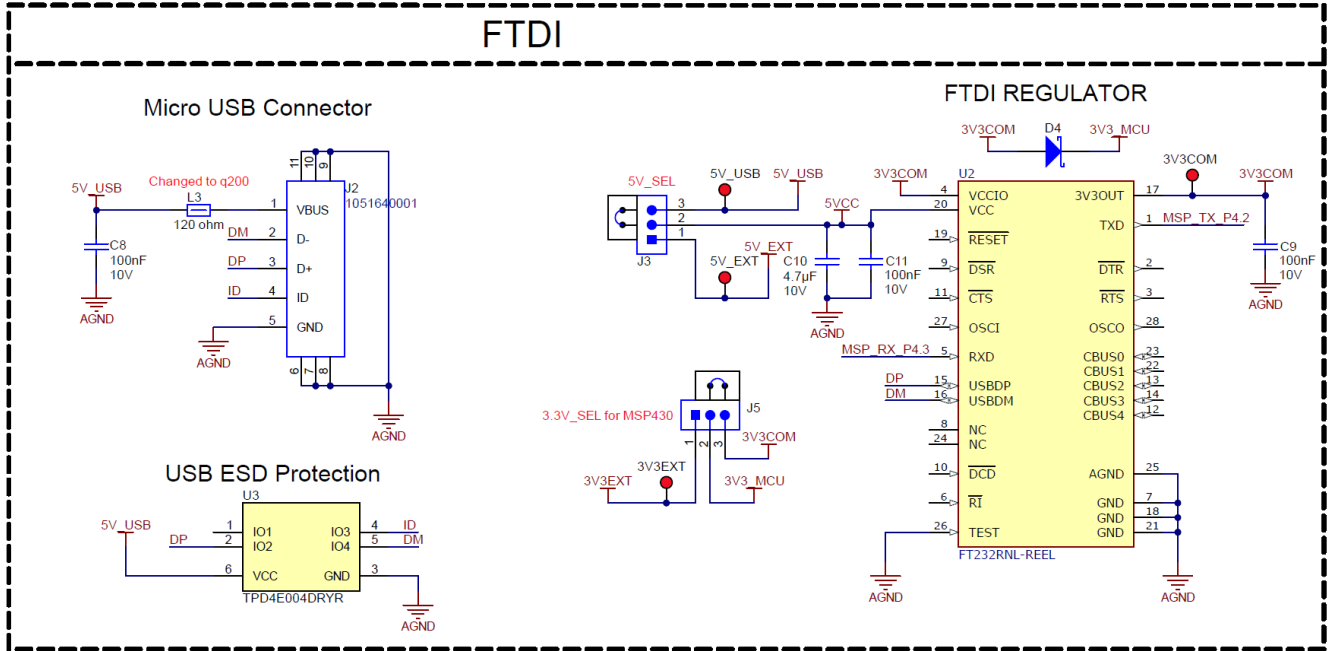 FTDI
Micro USB Connector
5V_USB
Changed to q200
L3
120 ohm
C8
100nF
10V
AGND
DM
DP
ID
AGND
1 VBUS
2 D-
3 D+
4 ID
5 GND
11
10
9
6
7
8
J2
1051640001
AGND
USB ESD Protection
U3
5V_USB
DP
1 IO1 IO3 4 ID
2 IO2 IO4 5 DM
6 VCC GND 3
TPD4E004DRYR
AGND
5V_SEL
3
2
1
J3
5V_USB
5V_USB
5VCC
5V_EXT
5V_EXT
C10
4.7µF
10V
C11
100nF
10V
AGND
3.3V_SEL for MSP430
J5
1
2
3
3V3COM
3V3EXT
3V3EXT
3V3_MCU
FTDI REGULATOR
3V3COM
D4
3V3_MCU
3V3COM
U2
3V3COM
3V3COM
4 VCCIO 3V3OUT 17
20 VCC
TXD 1 MSP_TX_P4.2
19 RESET
9 DSR DTR 2
11 CTS RTS 3
27 OSCI OSCO 28
MSP_RX_P4.3 5 RXD CBUS0 23
CBUS1 22
DP 15 USBDP CBUS2 13
DM 16 USBDM CBUS3 14
CBUS4 12
8 NC
24 NC
10 DCD AGND 25
6 RI GND 7
GND 18
26 TEST GND 21
FT232RNL-REEL
C9
100nF
10V
AGND
AGND
AGND